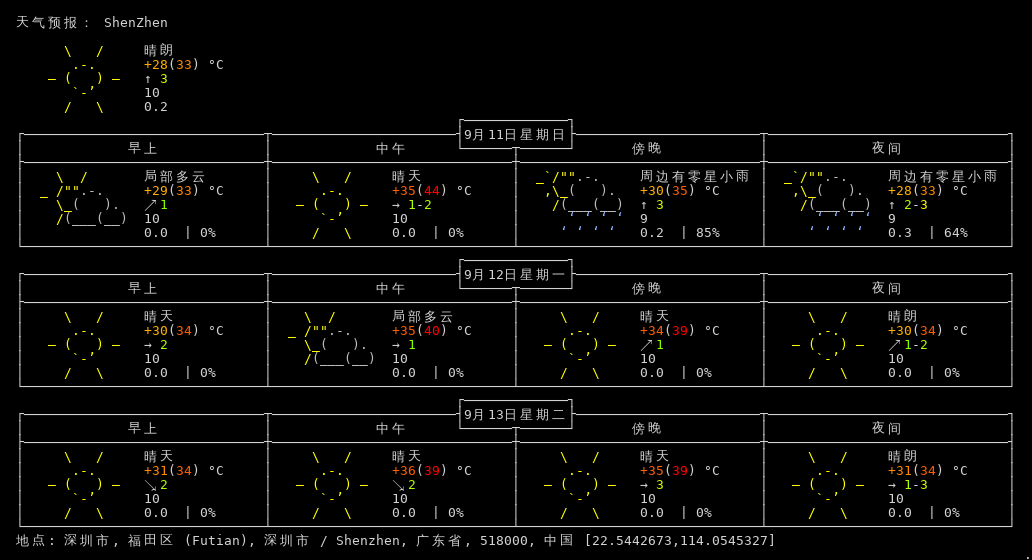 天气预报： ShenZhen
晴朗
+28(33) °C
↑ 3
10
0.2
9月11日星期日
早上 中午 傍晚 夜间
局部多云 晴天 周边有零星小雨 周边有零星小雨
+29(33) °C +35(44) °C +30(35) °C +28(33) °C
↗1 → 1-2 ↑ 3 ↑ 2-3
10 10 9 9
0.0 | 0% 0.0 | 0% 0.2 | 85% 0.3 | 64%
9月12日星期一
早上 中午 傍晚 夜间
晴天 局部多云 晴天 晴朗
+30(34) °C +35(40) °C +34(39) °C +30(34) °C
→ 2 → 1 ↗1 ↗1-2
10 10 10 10
0.0 | 0% 0.0 | 0% 0.0 | 0% 0.0 | 0%
9月13日星期二
早上 中午 傍晚 夜间
晴天 晴天 晴天 晴朗
+31(34) °C +36(39) °C +35(39) °C +31(34) °C
↘2 ↘2 → 3 → 1-3
10 10 10 10
0.0 | 0% 0.0 | 0% 0.0 | 0% 0.0 | 0%
地点: 深圳市, 福田区 (Futian), 深圳市 / Shenzhen, 广东省, 518000, 中国 [22.5442673,114.0545327]